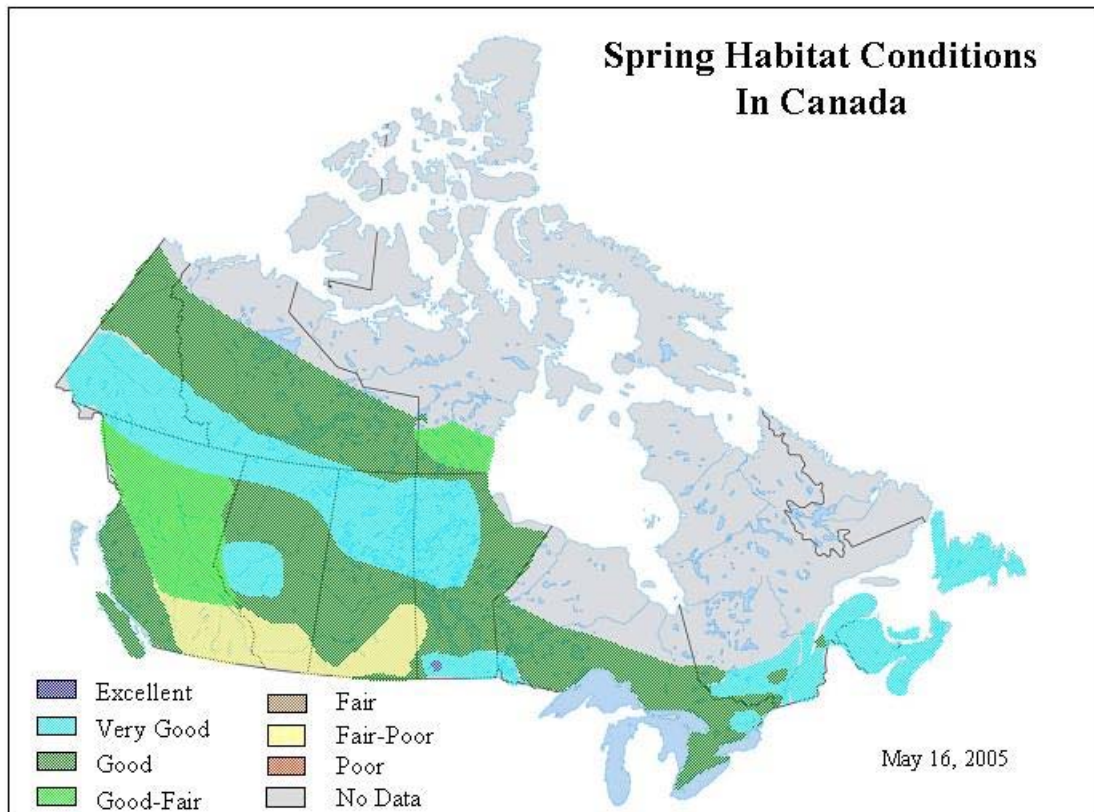 Spring Habitat Conditions
In Canada
Excellent
Very Good
Good
Good-Fair
Fair
Fair-Poor
Poor
No Data
May 16, 2005